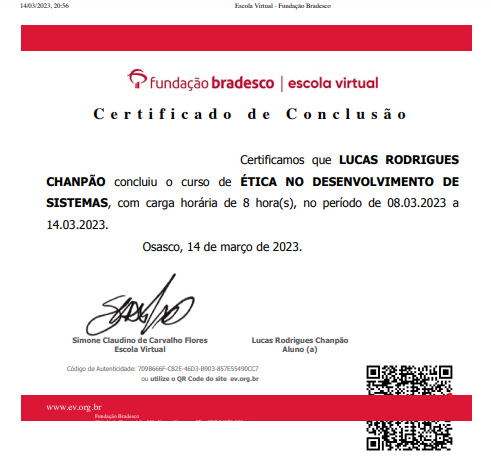 14/03/2023, 20:56 Escola Virtual - Fundação Bradesco
fundação bradesco | escola virtual
Certificado de Conclusão
Certificamos que LUCAS RODRIGUES
CHANPÃO concluiu o curso de ÉTICA NO DESENVOLVIMENTO DE
SISTEMAS, com carga horária de 8 hora(s), no período de 08.03.2023 a
14.03.2023.
Osasco, 14 de março de 2023.
Simone Claudino de Carvalho Flores Lucas Rodrigues Chanpão
Escola Virtual Aluno (a)
Código de Autenticidade: 709B666F-C82E-46D3-B903-857E55490CC7
ou utilize o QR Code do site ev.org.br
www.ev.org.br
Fundação Bradesco